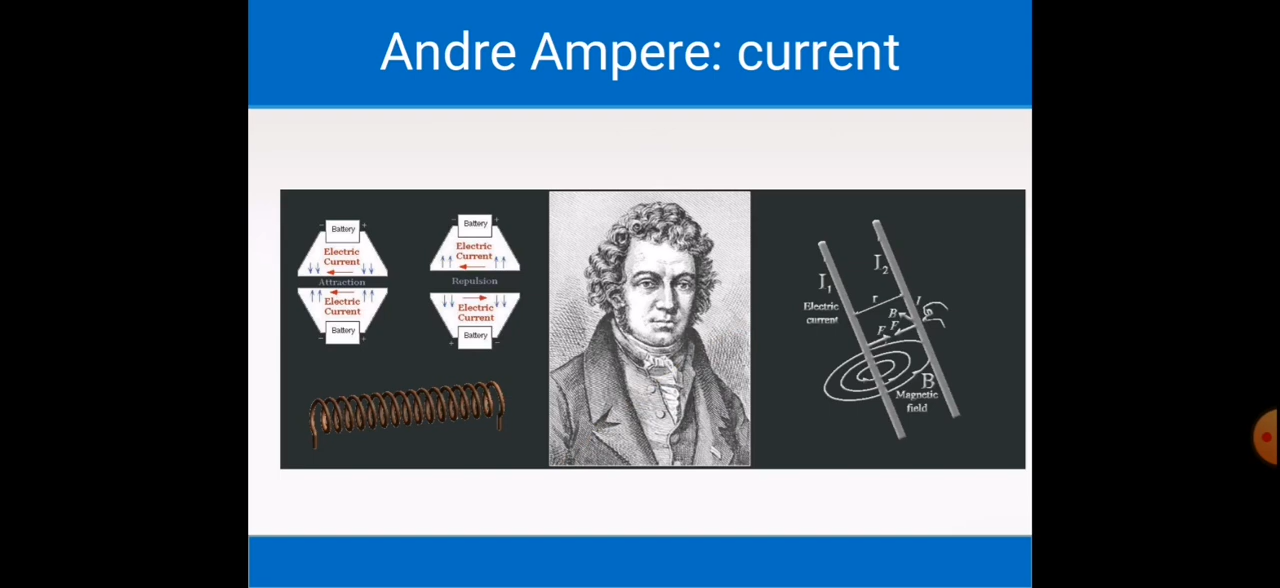 Andre Ampere: current
- Battery +
Electric
Current
Attraction
Electric
Current
- Battery +
- Battery +
Electric
Current
Repulsion
Electric
Current
+ Battery -
J1
J2
Electric
current
r
I
B
F
F
B
Magnetic
field